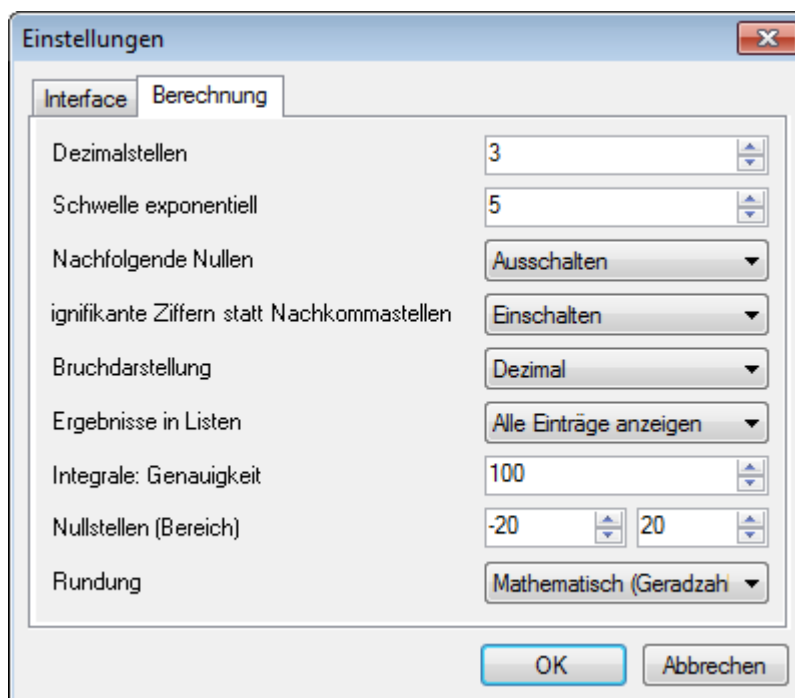 Einstellungen
Interface Berechnung
Dezimalstellen 3
Schwelle exponentiell 5
Nachfolgende Nullen Ausschalten
ignifikante Ziffern statt Nachkommastellen Einschalten
Bruchdarstellung Dezimal
Ergebnisse in Listen Alle Einträge anzeigen
Integrale: Genauigkeit 100
Nullstellen (Bereich) -20 20
Rundung Mathematisch (Geradzahl
OK Abbrechen